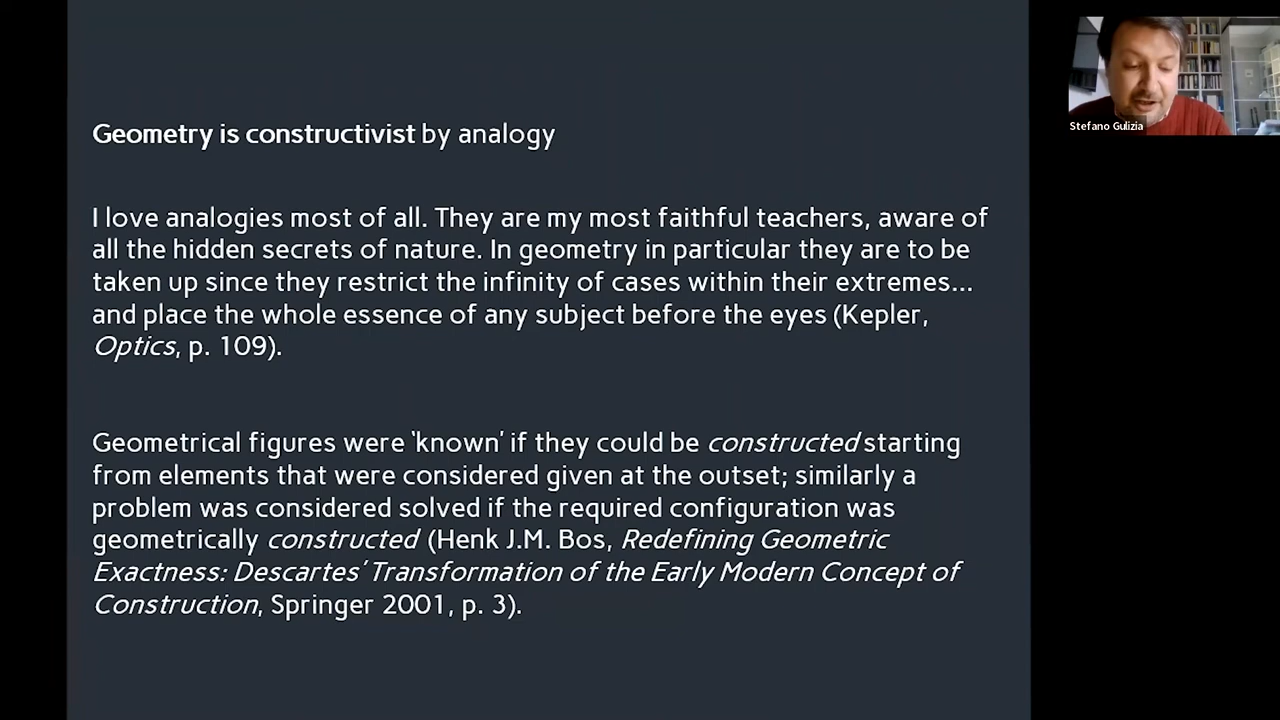 Geometry is constructivist by analogy
I love analogies most of all. They are my most faithful teachers, aware of
all the hidden secrets of nature. In geometry in particular they are to be
taken up since they restrict the infinity of cases within their extremes...
and place the whole essence of any subject before the eyes (Kepler,
Optics, p. 109).
Geometrical figures were ‘known’ if they could be constructed starting
from elements that were considered given at the outset; similarly a
problem was considered solved if the required configuration was
geometrically constructed (Henk J.M. Bos, Redefining Geometric
Exactness: Descartes’ Transformation of the Early Modern Concept of
Construction, Springer 2001, p. 3).
Stefano Gulizia